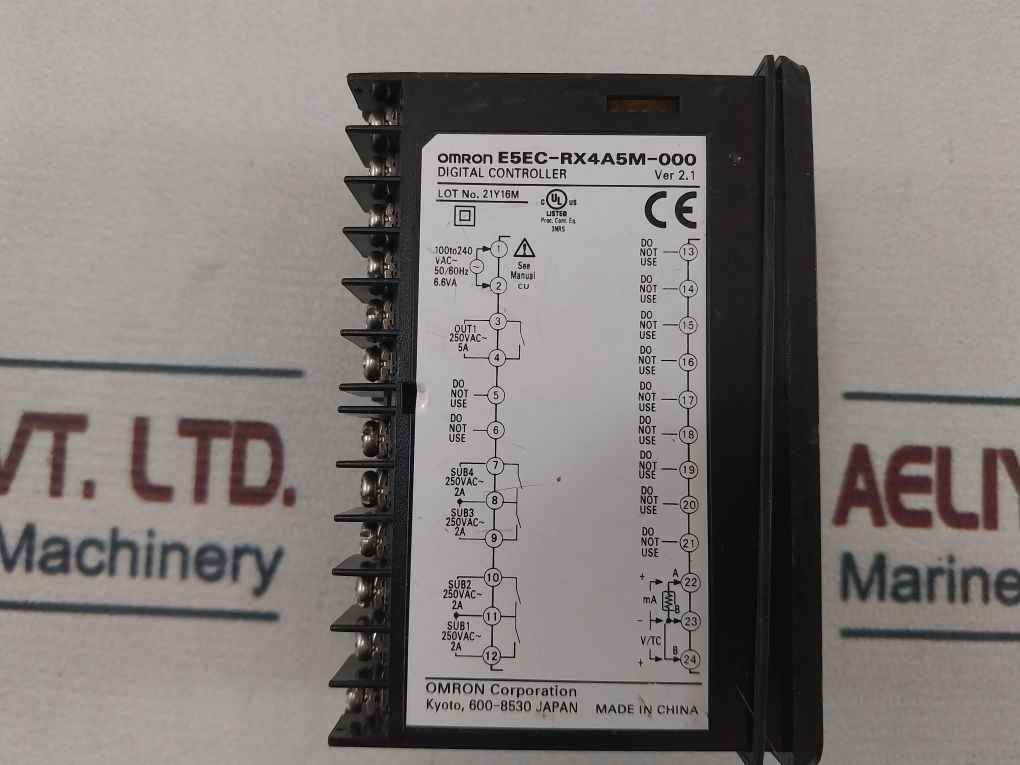 OMRON E5EC-RX4A5M-000
DIGITAL CONTROLLER Ver 2.1
LOT No. 21Y16M
C UL US
LISTED
Proc. Cont. Eq.
3NRS
CE
100to240
VAC~
50/60Hz
6.6VA
~
1
2
See
Manual
CU
OUT1
250VAC~
5A
3
4
DO
NOT
USE
5
DO
NOT
USE
6
SUB4
250VAC~
2A
SUB3
250VAC~
2A
7
8
9
SUB2
250VAC~
2A
SUB1
250VAC~
2A
10
11
12
DO
NOT
USE
13
DO
NOT
USE
14
DO
NOT
USE
15
DO
NOT
USE
16
DO
NOT
USE
17
DO
NOT
USE
18
DO
NOT
USE
19
DO
NOT
USE
20
DO
NOT
USE
21
+
mA
-
V/TC
+
A
B
B
22
23
24
OMRON Corporation
Kyoto, 600-8530 JAPAN MADE IN CHINA
VT. LTD.
Machinery
AELIY
Marine